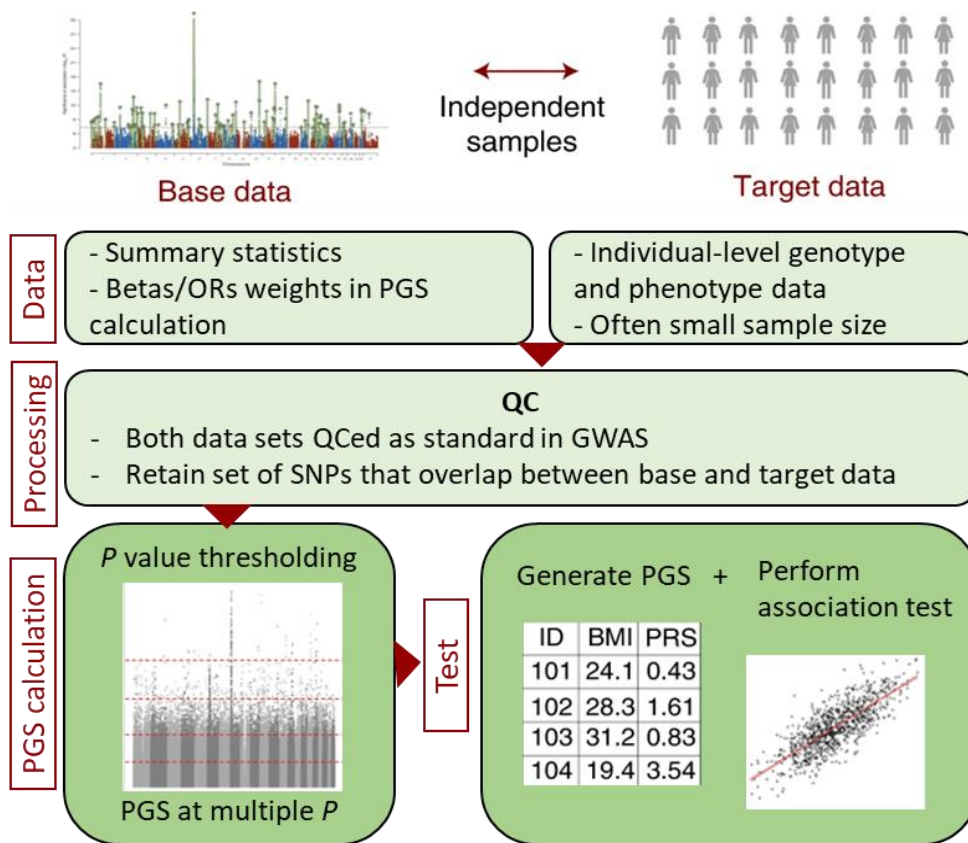 Independent
samples
Base data
Target data
Data
- Summary statistics
- Betas/ORs weights in PGS
calculation
- Individual-level genotype
and phenotype data
- Often small sample size
Processing
QC
- Both data sets QCed as standard in GWAS
- Retain set of SNPs that overlap between base and target data
PGS calculation
P value thresholding
PGS at multiple P
Test
Generate PGS + Perform
association test
ID BMI PRS
101 24.1 0.43
102 28.3 1.61
103 31.2 0.83
104 19.4 3.54